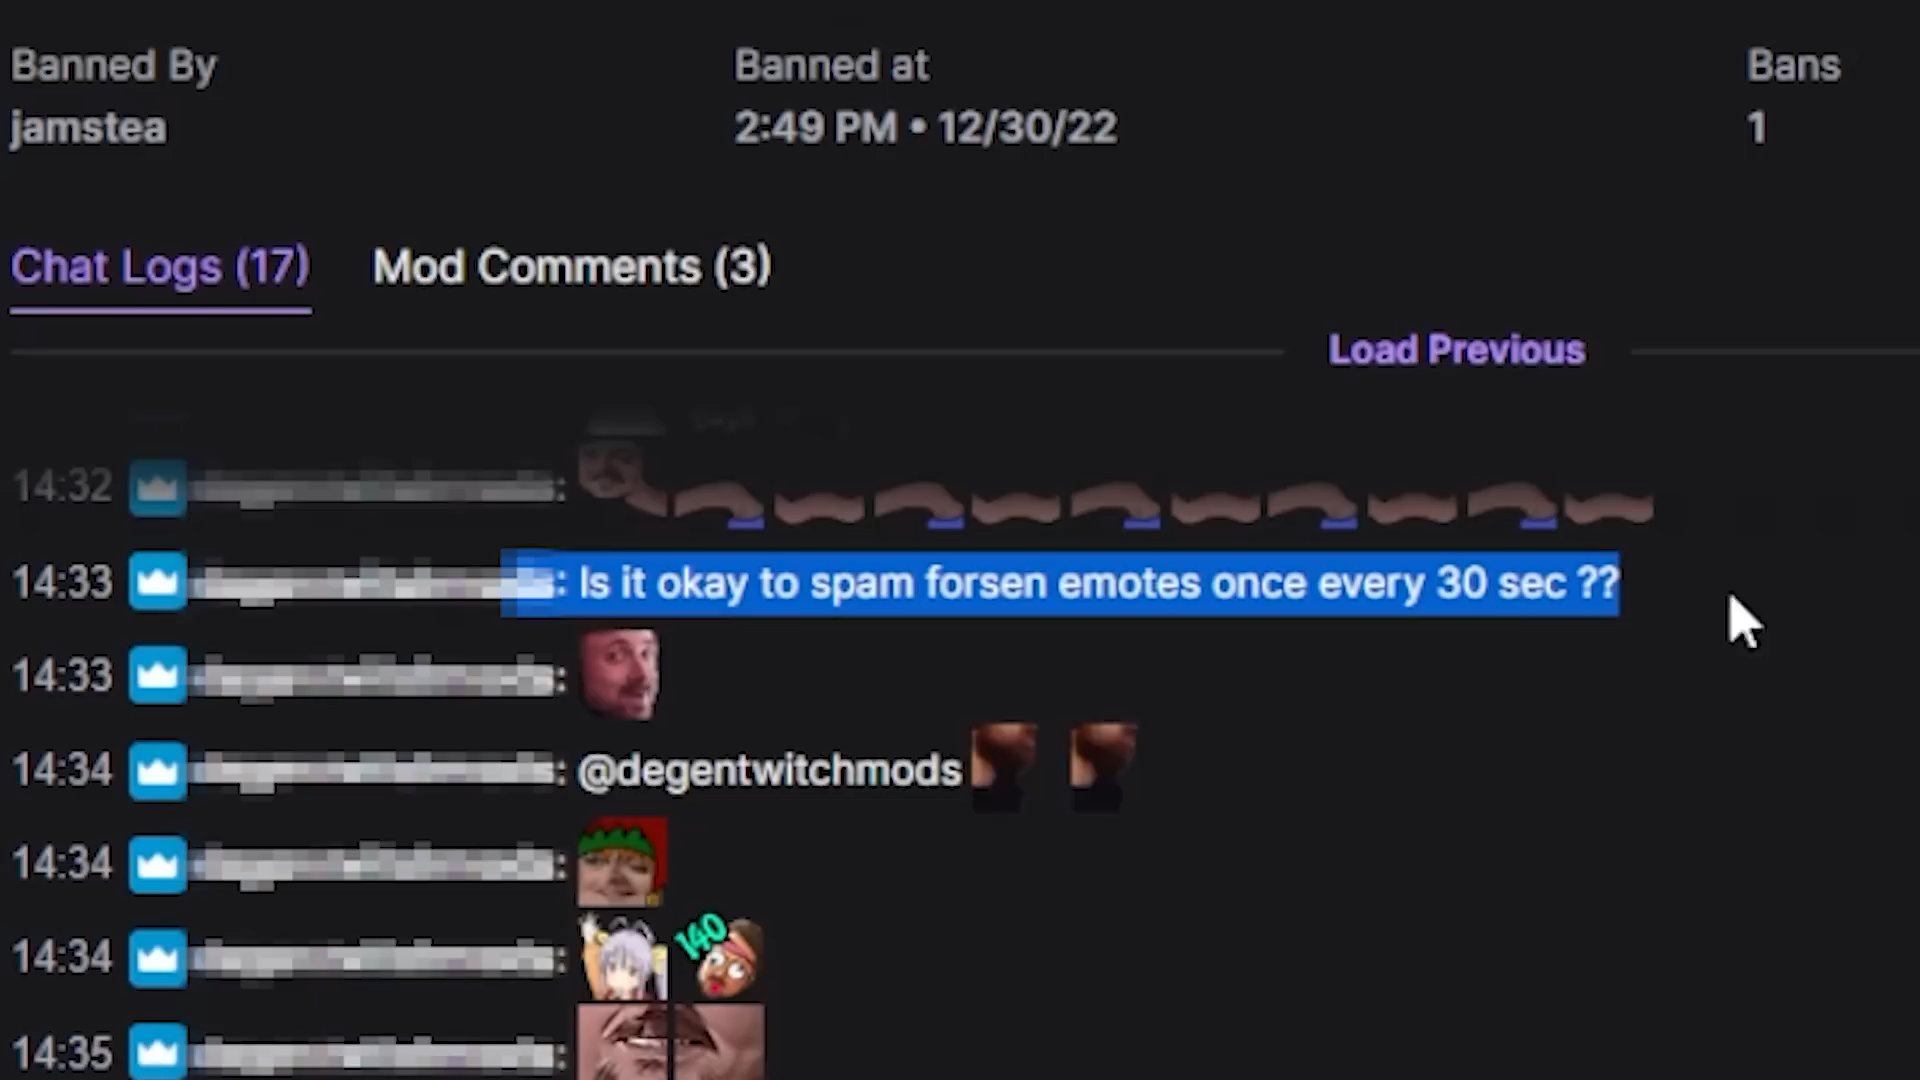 Banned By
Banned at
Bans
jamstea
2:49 PM • 12/30/22
1
Chat Logs (17)
Mod Comments (3)
Load Previous
14:32 :
14:33 : Is it okay to spam forsen emotes once every 30 sec ??
14:33 :
14:34 : @degentwitchmods
14:34 :
14:34 : 140
14:35 :